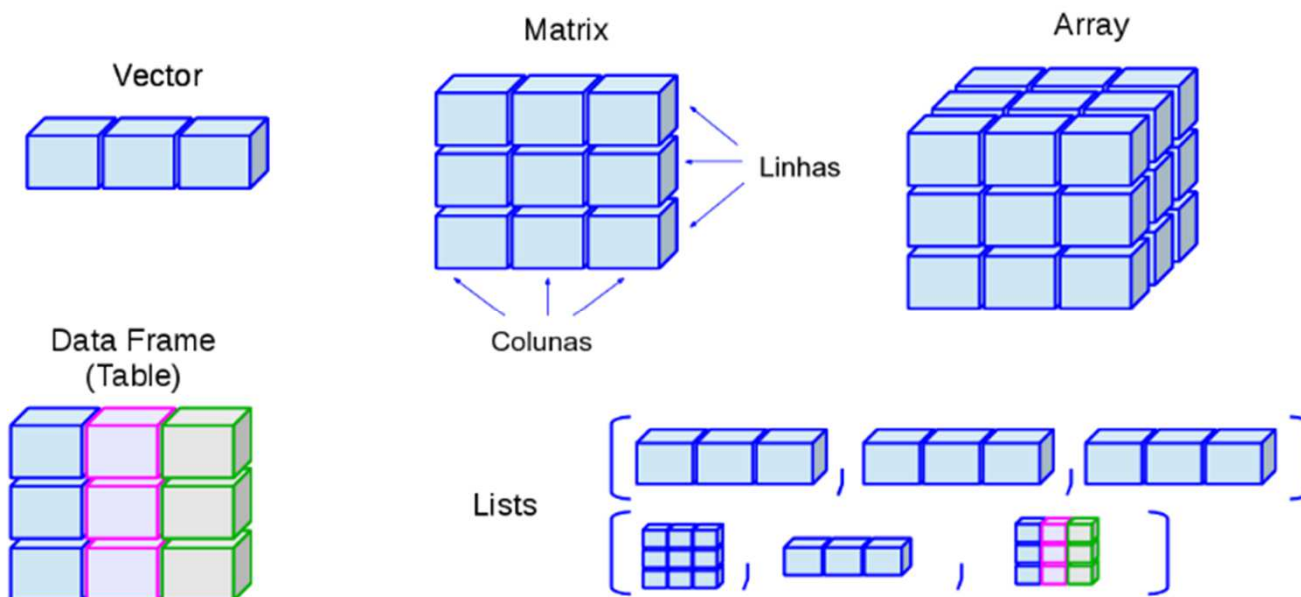 Vector
Matrix
Array
Linhas
Colunas
Data Frame
(Table)
Lists